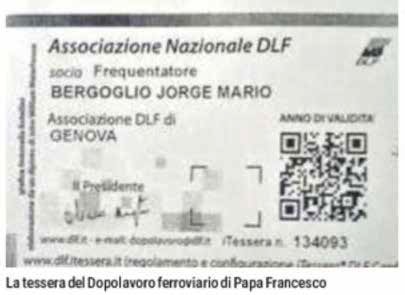 Associazione Nazionale DLF
DLF
socio Frequentatore
BERGOGLIO JORGE MARIO
Associazione DLF di
GENOVA
ANNO DI VALIDITÀ
Il Presidente
www.dlf.it - e-mail: dopolavoro@dlf.it iTessera n. 134093
www.dlf.itessera.it (regolamento e configurazione
La tessera del Dopolavoro ferroviario di Papa Francesco